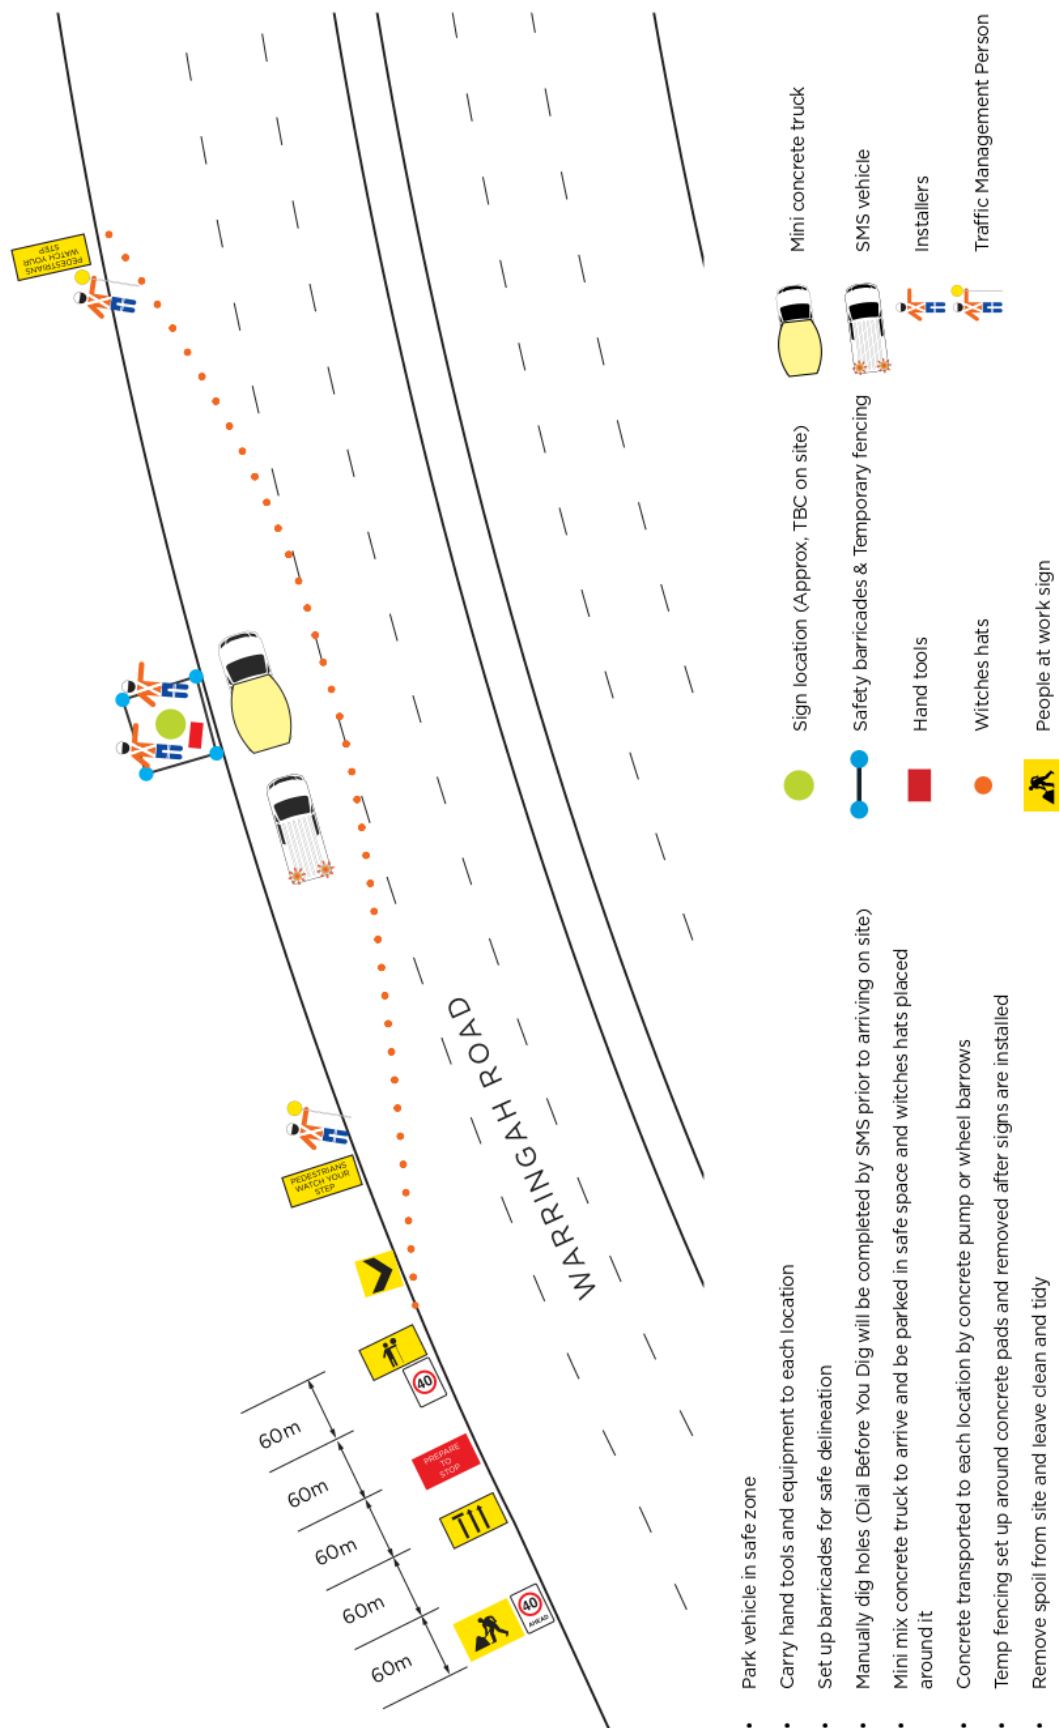 60m
60m
60m
60m
60m
40
AHEAD
PREPARE
TO
STOP
40
PEDESTRIANS
WATCH YOUR
STEP
PEDESTRIANS
WATCH YOUR
STEP
WARRINGAH ROAD
• Park vehicle in safe zone
• Carry hand tools and equipment to each location
• Set up barricades for safe delineation
• Manually dig holes (Dial Before You Dig will be completed by SMS prior to arriving on site)
• Mini mix concrete truck to arrive and be parked in safe space and witches hats placed
around it
• Concrete transported to each location by concrete pump or wheel barrows
• Temp fencing set up around concrete pads and removed after signs are installed
• Remove spoil from site and leave clean and tidy
Sign location (Approx, TBC on site)
Safety barricades & Temporary fencing
Hand tools
Witches hats
People at work sign
Mini concrete truck
SMS vehicle
Installers
Traffic Management Person